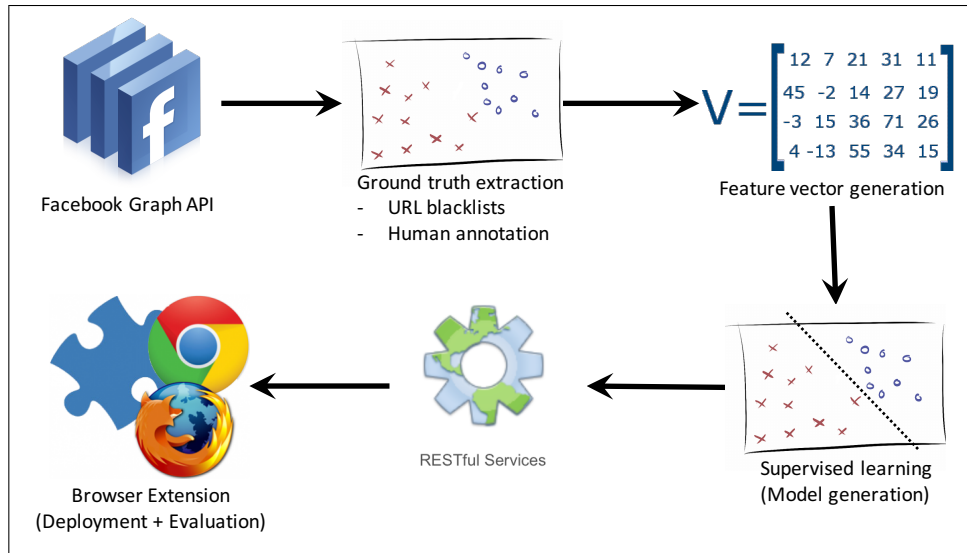 f
Facebook Graph API
Ground truth extraction
- URL blacklists
- Human annotation
V=
12 7 21 31 11
45 -2 14 27 19
-3 15 36 71 26
4 -13 55 34 15
Feature vector generation
Supervised learning
(Model generation)
RESTful Services
Browser Extension
(Deployment + Evaluation)